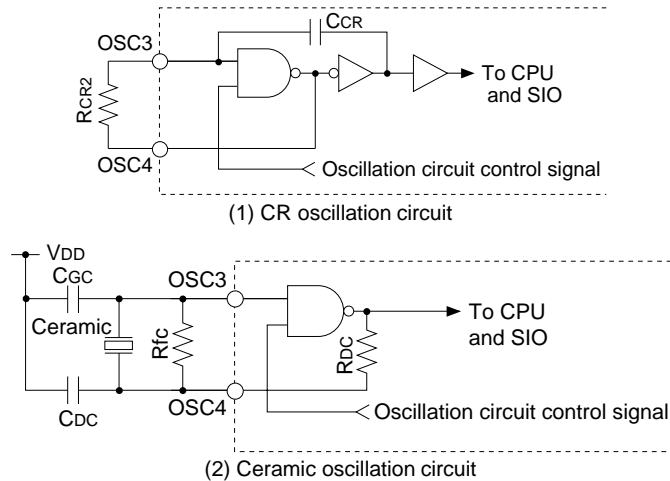 CCR
OSC3
RCR2
To CPU
and SIO
OSC4
Oscillation circuit control signal
(1) CR oscillation circuit
VDD
CGC
OSC3
Ceramic
Rfc
To CPU
and SIO
RDC
OSC4
CDC
Oscillation circuit control signal
(2) Ceramic oscillation circuit